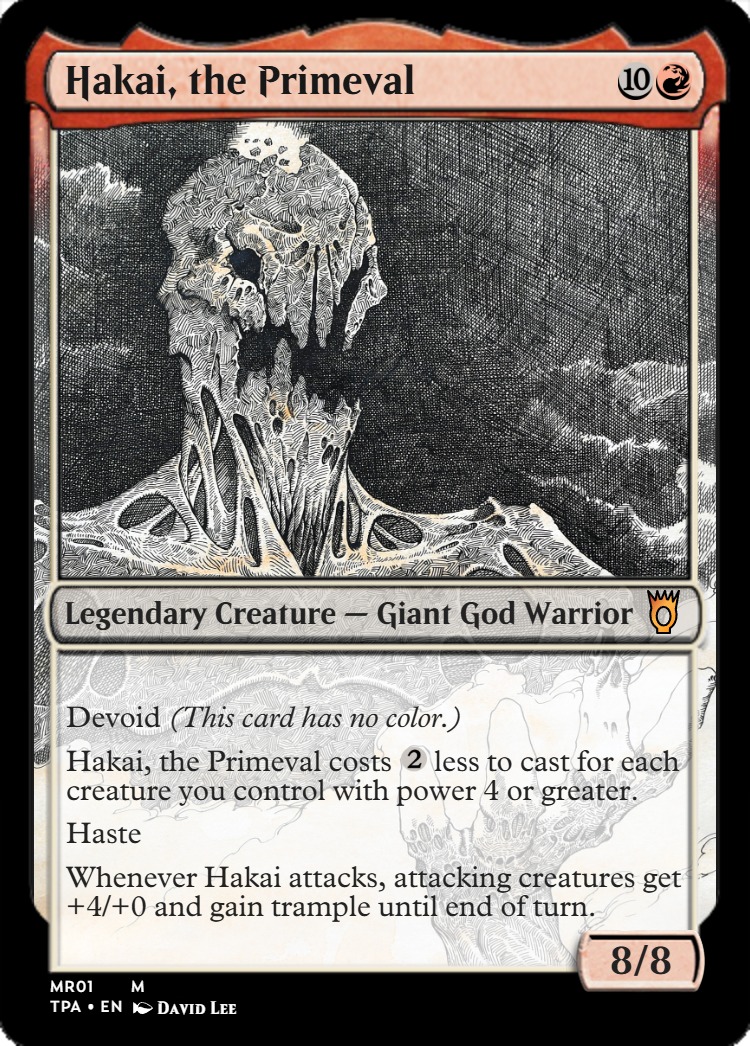 Hakai, the Primeval
10
Legendary Creature — Giant God Warrior
Devoid (This card has no color.)
Hakai, the Primeval costs 2 less to cast for each
creature you control with power 4 or greater.
Haste
Whenever Hakai attacks, attacking creatures get
+4/+0 and gain trample until end of turn.
8/8
MR01 M
TPA • EN David Lee